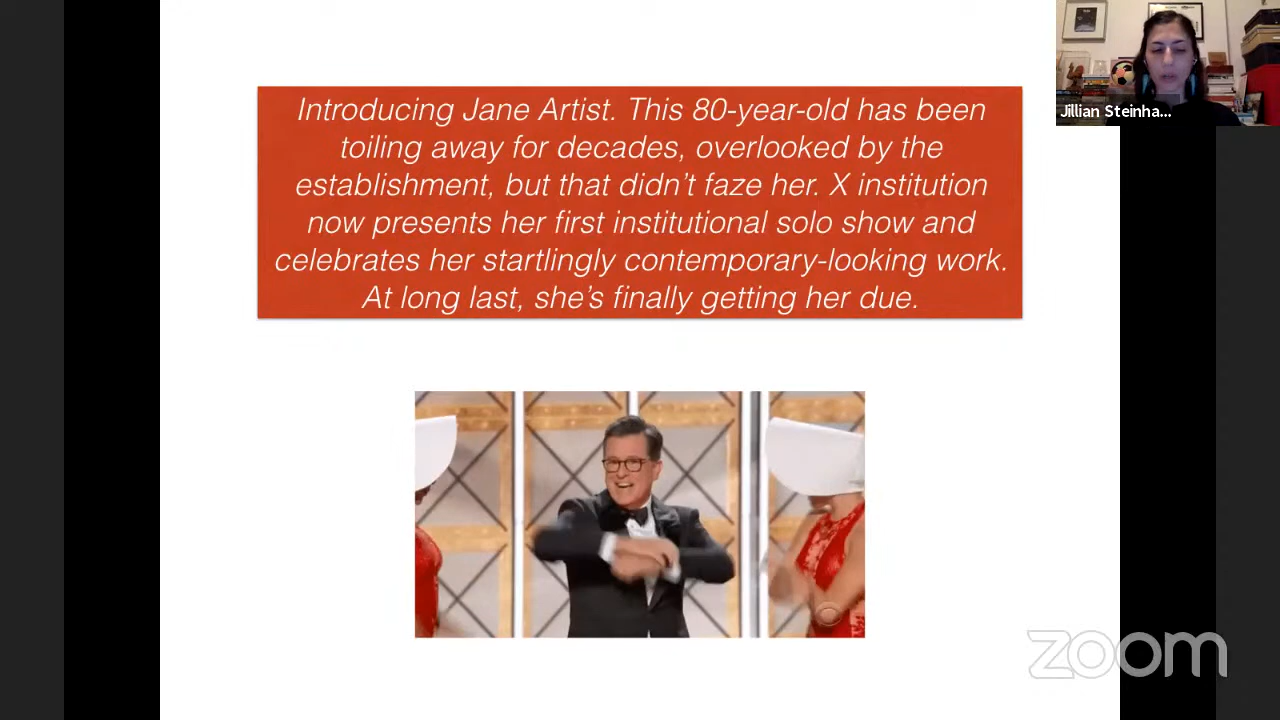 Introducing Jane Artist. This 80-year-old has been
toiling away for decades, overlooked by the
establishment, but that didn't faze her. X institution
now presents her first institutional solo show and
celebrates her startlingly contemporary-looking work.
At long last, she's finally getting her due.
Jillian Steinha...
zoom